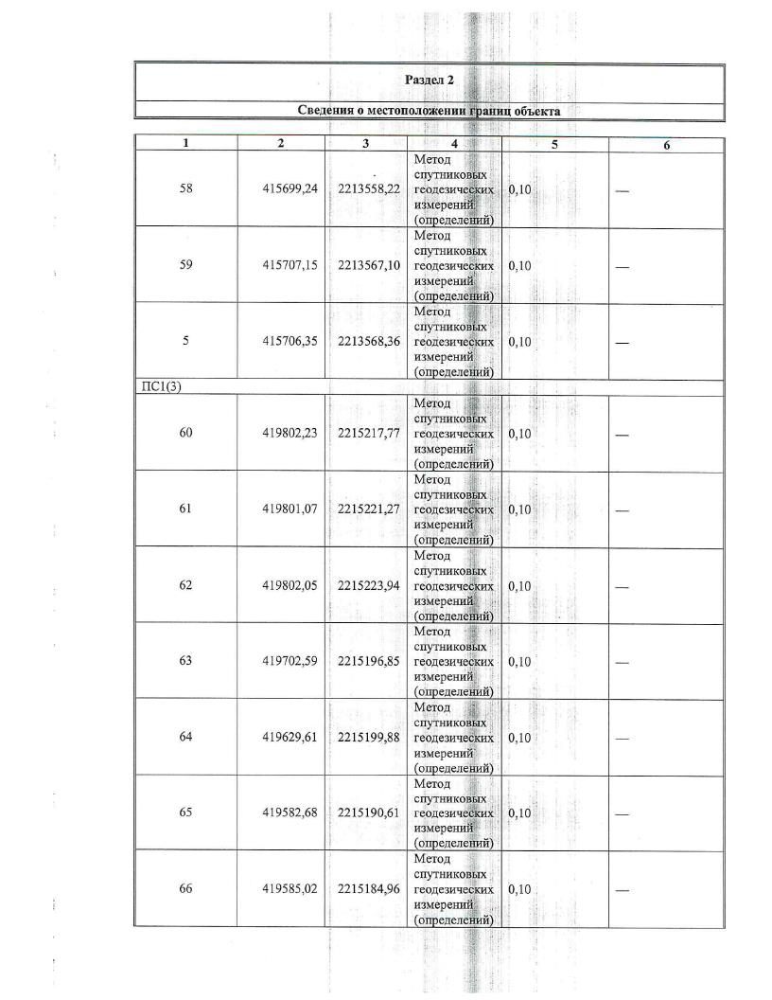 Раздел 2
Сведения о местоположении границ объекта
1 2 3 4 5 6
Метод
спутниковых
58 415699,24 2213558,22 геодезических 0,10 —
измерений
(определений)
Метод
спутниковых
59 415707,15 2213567,10 геодезических 0,10 —
измерений
(определений)
Метод
спутниковых
5 415706,35 2213568,36 геодезических 0,10 —
измерений
(определений)
ПС1(3)
Метод
спутниковых
60 419802,23 2215217,77 геодезических 0,10 —
измерений
(определений)
Метод
спутниковых
61 419801,07 2215221,27 геодезических 0,10 —
измерений
(определений)
Метод
спутниковых
62 419802,05 2215223,94 геодезических 0,10 —
измерений
(определений)
Метод
спутниковых
63 419702,59 2215196,85 геодезических 0,10 —
измерений
(определений)
Метод
спутниковых
64 419629,61 2215199,88 геодезических 0,10 —
измерений
(определений)
Метод
спутниковых
65 419582,68 2215190,61 геодезических 0,10 —
измерений
(определений)
Метод
спутниковых
66 419585,02 2215184,96 геодезических 0,10 —
измерений
(определений)